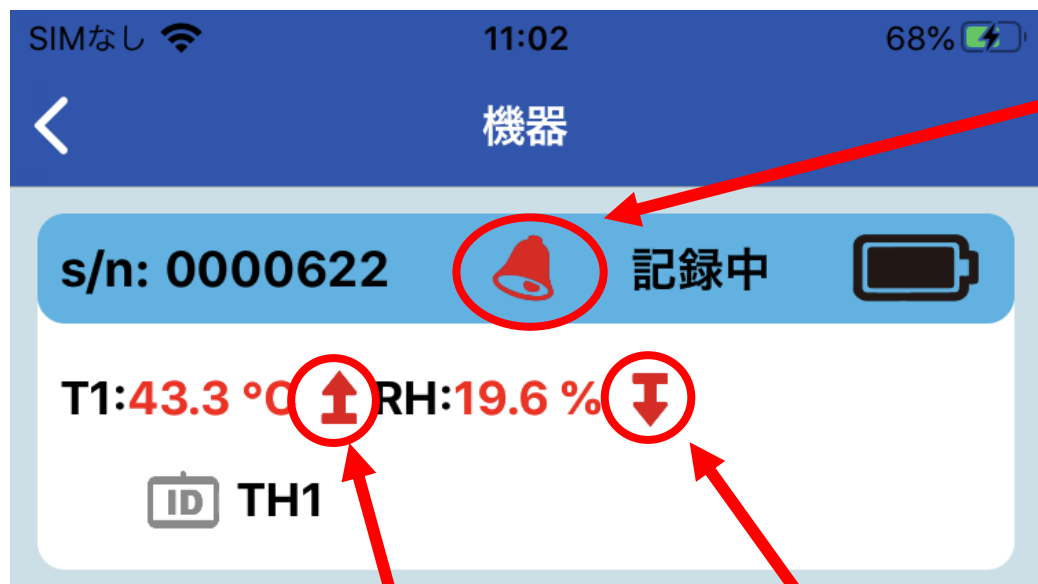 SIMなし 11:02 68%
機器
s/n: 0000622 記録中
T1:43.3 °C RH:19.6 %
ID TH1